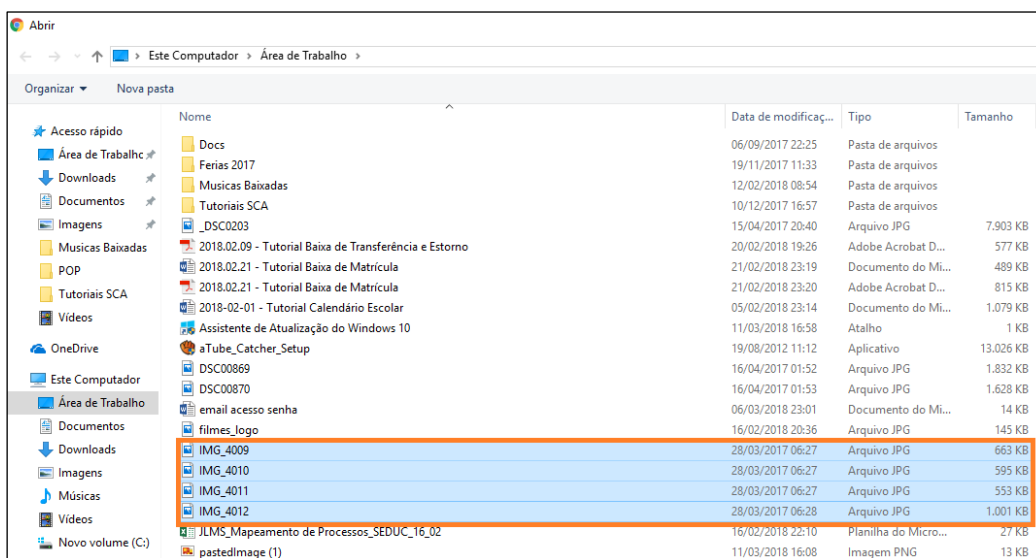 Abrir
Este Computador › Área de Trabalho ›
Organizar Nova pasta
Nome Data de modificaç... Tipo Tamanho
Acesso rápido
Área de Trabalhc
Downloads
Documentos
Imagens
Musicas Baixadas
POP
Tutoriais SCA
Vídeos
OneDrive
Este Computador
Área de Trabalho
Documentos
Downloads
Imagens
Músicas
Vídeos
Novo volume (C:)
Docs 06/09/2017 22:25 Pasta de arquivos
Ferias 2017 19/11/2017 11:33 Pasta de arquivos
Musicas Baixadas 12/02/2018 08:54 Pasta de arquivos
Tutoriais SCA 10/12/2017 16:57 Pasta de arquivos
_DSC0203 15/04/2017 20:40 Arquivo JPG 7.903 KB
2018.02.09 - Tutorial Baixa de Transferência e Estorno 20/02/2018 19:26 Adobe Acrobat D... 577 KB
2018.02.21 - Tutorial Baixa de Matrícula 21/02/2018 23:19 Documento do Mi... 489 KB
2018.02.21 - Tutorial Baixa de Matrícula 21/02/2018 23:20 Adobe Acrobat D... 815 KB
2018-02-01 - Tutorial Calendário Escolar 05/02/2018 23:14 Documento do Mi... 1.079 KB
Assistente de Atualização do Windows 10 11/03/2018 16:58 Atalho 1 KB
aTube_Catcher_Setup 19/08/2012 11:12 Aplicativo 13.026 KB
DSC00869 16/04/2017 01:52 Arquivo JPG 1.832 KB
DSC00870 16/04/2017 01:53 Arquivo JPG 1.628 KB
email acesso senha 06/03/2018 23:01 Documento do Mi... 14 KB
filmes_logo 16/02/2018 20:36 Arquivo JPG 145 KB
IMG_4009 28/03/2017 06:27 Arquivo JPG 663 KB
IMG_4010 28/03/2017 06:27 Arquivo JPG 595 KB
IMG_4011 28/03/2017 06:27 Arquivo JPG 553 KB
IMG_4012 28/03/2017 06:28 Arquivo JPG 1.001 KB
JLMS_Mapeamento de Processos_SEDUC_16_02 16/02/2018 22:10 Planilha do Micro... 27 KB
pastedImage (1) 11/03/2018 16:08 Imagem PNG 13 KB